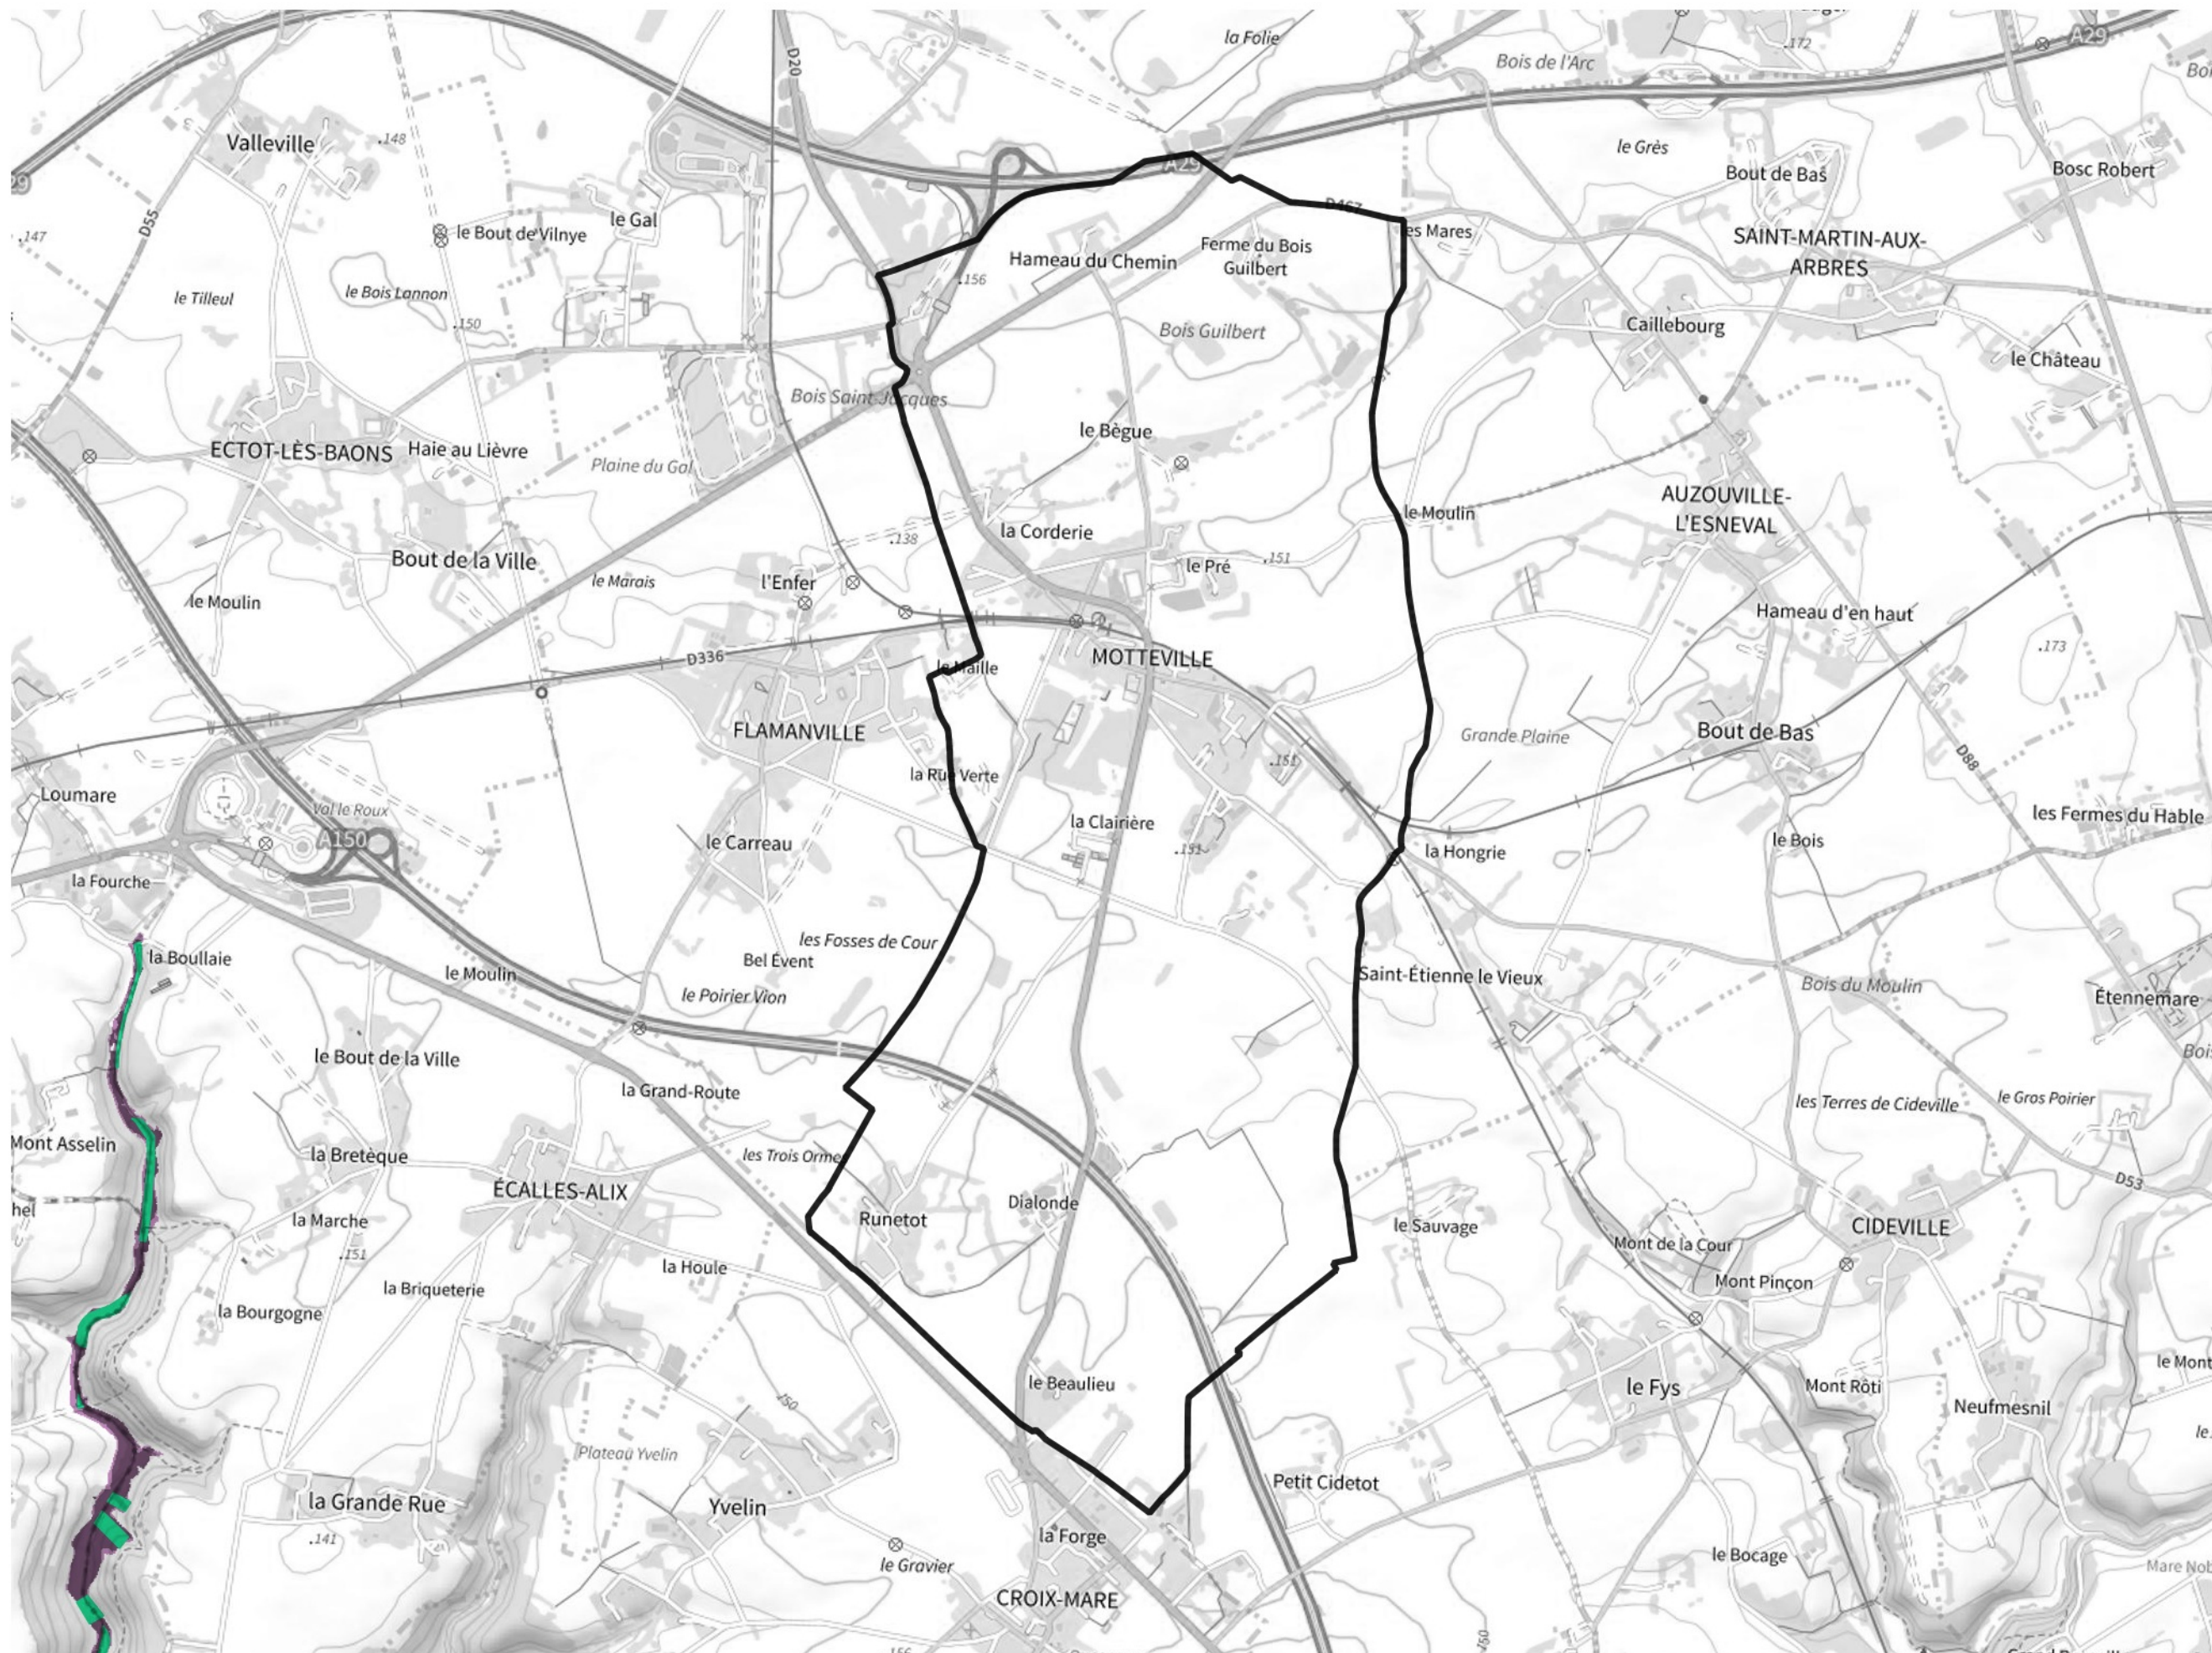 la Folie
Bois de l'Arc
.172
A29
D20
Valleville
.148
le Grès
Bout de Bas
Bosc Robert
A29
29
D55
le Gal
le Bout de Vilnye
.147
Hameau du Chemin
Ferme du Bois
Guilbert
SAINT-MARTIN-AUX-
ARBRES
.156
le Tilleul
le Bois Lannon
.150
Bois Guilbert
Caillebourg
le Château
Bois Saint-Jacques
le Bègue
ECTOT-LÈS-BAONS
Haie au Lièvre
Plaine du Gal
le Moulin
AUZOUVILLE-
L'ESNEVAL
la Corderie
.138
Bout de la Ville
le Marais
l'Enfer
le Pré
.151
le Moulin
Hameau d'en haut
.173
D336
le Maille
MOTTEVILLE
FLAMANVILLE
Grande Plaine
Bout de Bas
D88
la Rue Verte
.151
Loumare
Val le Roux
A150
la Clairière
les Fermes du Hable
le Carreau
.151
la Hongrie
le Bois
la Fourche
les Fosses de Cour
la Boullaie
Bel Évent
le Moulin
Saint-Étienne le Vieux
Bois du Moulin
le Poirier Vion
Étennemare
le Bout de la Ville
la Grand-Route
les Terres de Cideville
le Gros Poirier
Mont Asselin
la Bretèque
D53
ÉCALLES-ALIX
Dialonde
la Marche
Runetot
le Sauvage
CIDEVILLE
.151
la Houle
Mont de la Cour
la Briqueterie
Mont Pinçon
la Bourgogne
le Beaulieu
le Fys
Mont Rôti
le Mont
150
Neufmesnil
Plateau Yvelin
la Grande Rue
Yvelin
Petit Cidetot
.141
la Forge
le Gravier
le Bocage
Mare Nob
CROIX-MARE
150